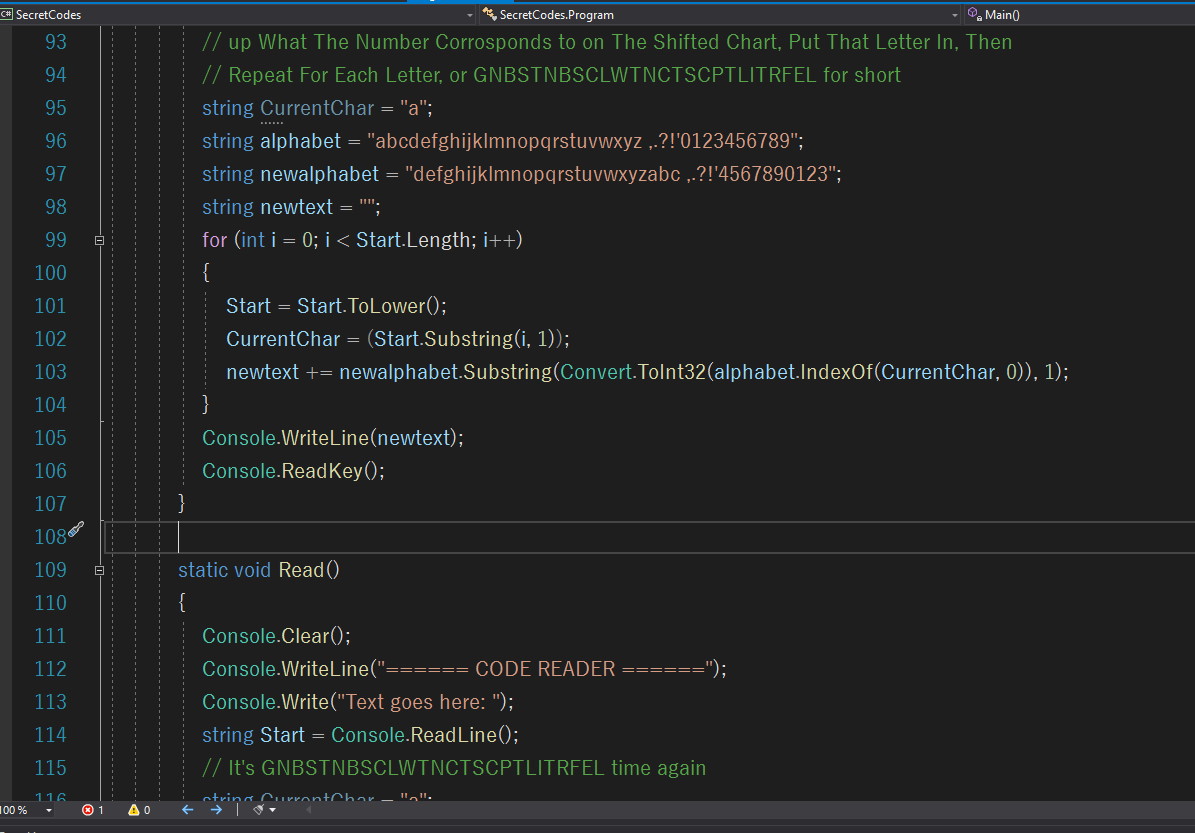 C# SecretCodes SecretCodes.Program Main()
93 // up What The Number Corrosponds to on The Shifted Chart, Put That Letter In, Then
94 // Repeat For Each Letter, or GNBSTNBSCLWTNCTSCPTLITRFEL for short
95 string CurrentChar = "a";
96 string alphabet = "abcdefghijklmnopqrstuvwxyz ,.?!'0123456789";
97 string newalphabet = "defghijklmnopqrstuvwxyzabc ,.?!'4567890123";
98 string newtext = "";
99 for (int i = 0; i < Start.Length; i++)
100 {
101 Start = Start.ToLower();
102 CurrentChar = (Start.Substring(i, 1));
103 newtext += newalphabet.Substring(Convert.ToInt32(alphabet.IndexOf(CurrentChar, 0)), 1);
104 }
105 Console.WriteLine(newtext);
106 Console.ReadKey();
107 }
108
109 static void Read()
110 {
111 Console.Clear();
112 Console.WriteLine("====== CODE READER ======");
113 Console.Write("Text goes here: ");
114 string Start = Console.ReadLine();
115 // It's GNBSTNBSCLWTNCTSCPTLITRFEL time again
116 string CurrentChar = "a";
100 % 1 0